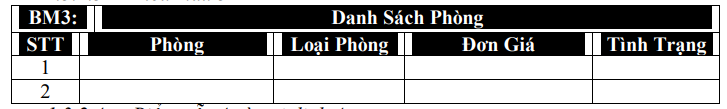 BM3: Danh Sách Phòng
STT Phòng Loại Phòng Đơn Giá Tình Trạng
1
2